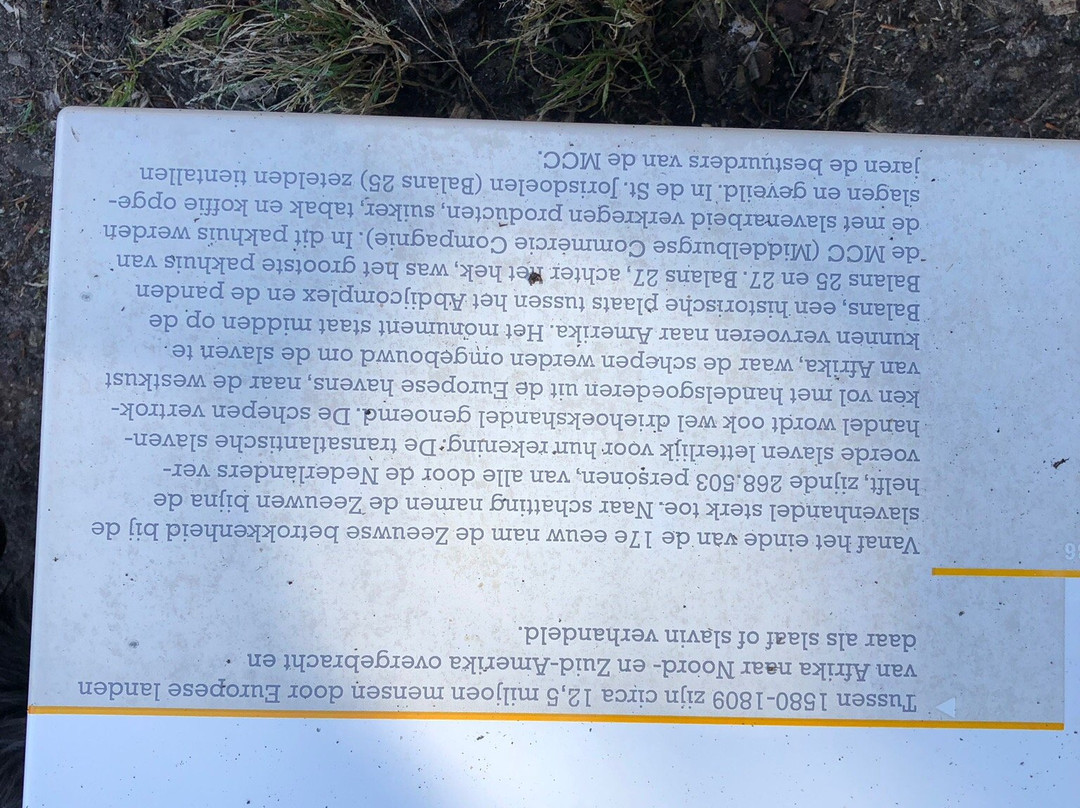 Tussen 1580-1809 zijn circa 12,5 miljoen mensen door Europese landen
van Afrika naar Noord- en Zuid-Amerika overgebracht en
daar als slaaf of slavin verhandeld.
Vanaf het einde van de 17e eeuw nam de Zeeuwse betrokkenheid bij de
slavenhandel sterk toe. Naar schatting namen de Zeeuwen bijna de
helft, zijnde 268.503 personen, van alle door de Nederlanders ver-
voerde slaven letterlijk voor hun rekening. De transatlantische slaven-
handel wordt ook wel driehoekshandel genoemd. De schepen vertrok-
ken vol met handelsgoederen uit de Europese havens, naar de westkust
van Afrika, waar de schepen werden omgebouwd om de slaven te
kunnen vervoeren naar Amerika. Het monument staat midden op de
Balans, een historische plaats tussen het Abdijcomplex en de panden
Balans 25 en 27. Balans 27, achter het hek, was het grootste pakhuis van
de MCC (Middelburgse Commercie Compagnie). In dit pakhuis werden
de met slavenarbeid verkregen producten, suiker, tabak en koffie opge-
slagen en geveild. In de St. Jorisdoelen (Balans 25) zetelden tientallen
jaren de bestuurders van de MCC.